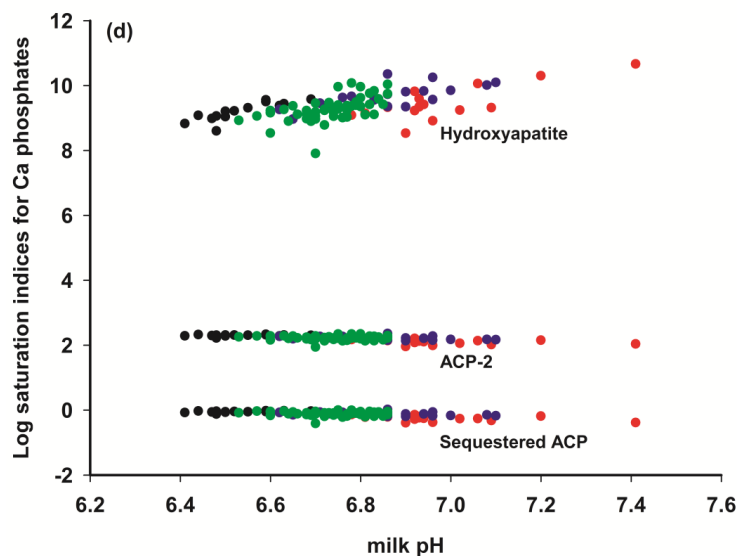 (d)
Log saturation indices for Ca phosphates
12
10
8
6
4
2
0
-2
Hydroxyapatite
ACP-2
Sequestered ACP
6.2 6.4 6.6 6.8 7.0 7.2 7.4 7.6
milk pH